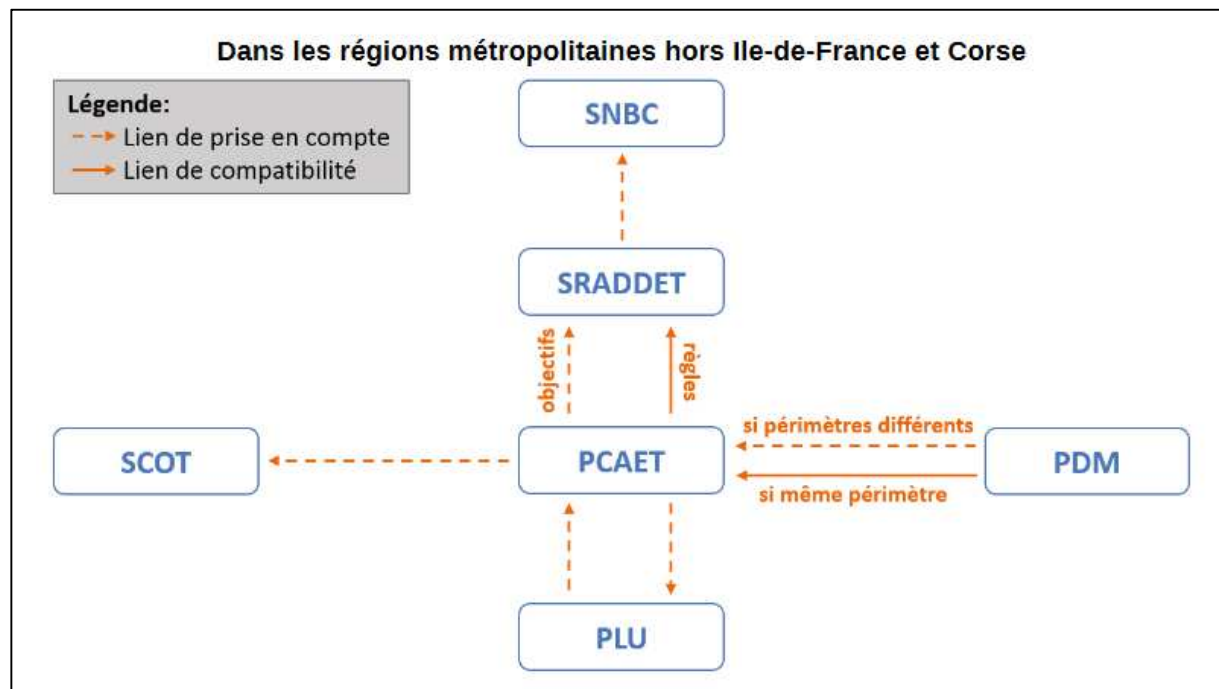 Dans les régions métropolitaines hors Ile-de-France et Corse
Légende:
Lien de prise en compte
Lien de compatibilité
SNBC
SRADDET
objectifs
règles
si périmètres différents
SCOT
PCAET
PDM
si même périmètre
PLU